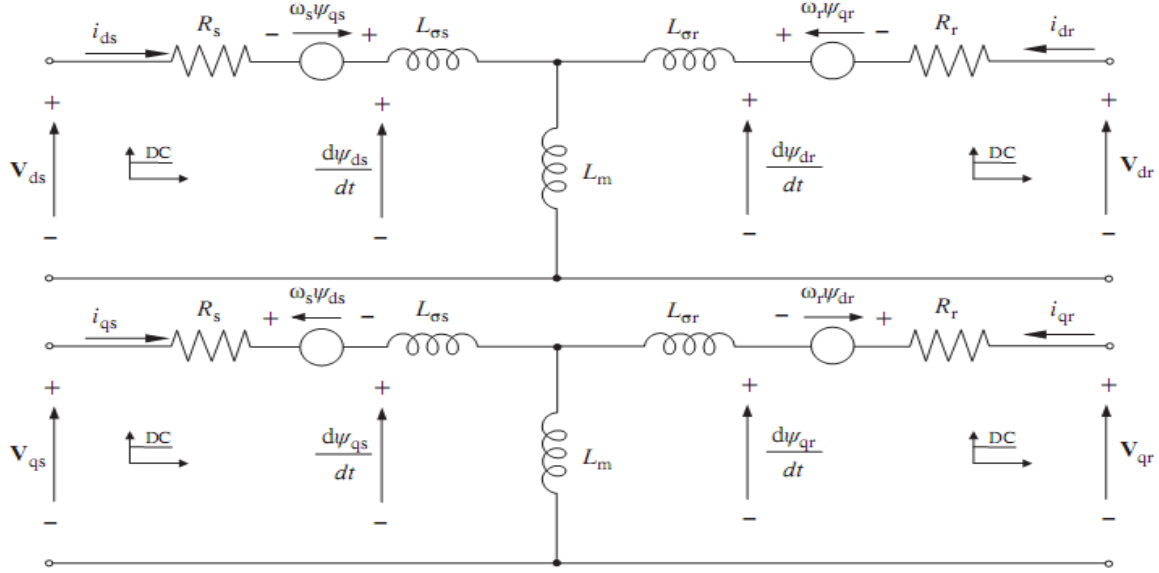 i_ds R_s − ω_sψ_qs + L_σs L_σr + ω_rψ_qr − R_r i_dr
+ + + +
V_ds DC dψ_ds/dt L_m dψ_dr/dt DC V_dr
− − − −
i_qs R_s + ω_sψ_ds − L_σs L_σr − ω_rψ_dr + R_r i_qr
+ + + +
V_qs DC dψ_qs/dt L_m dψ_qr/dt DC V_qr
− − − −